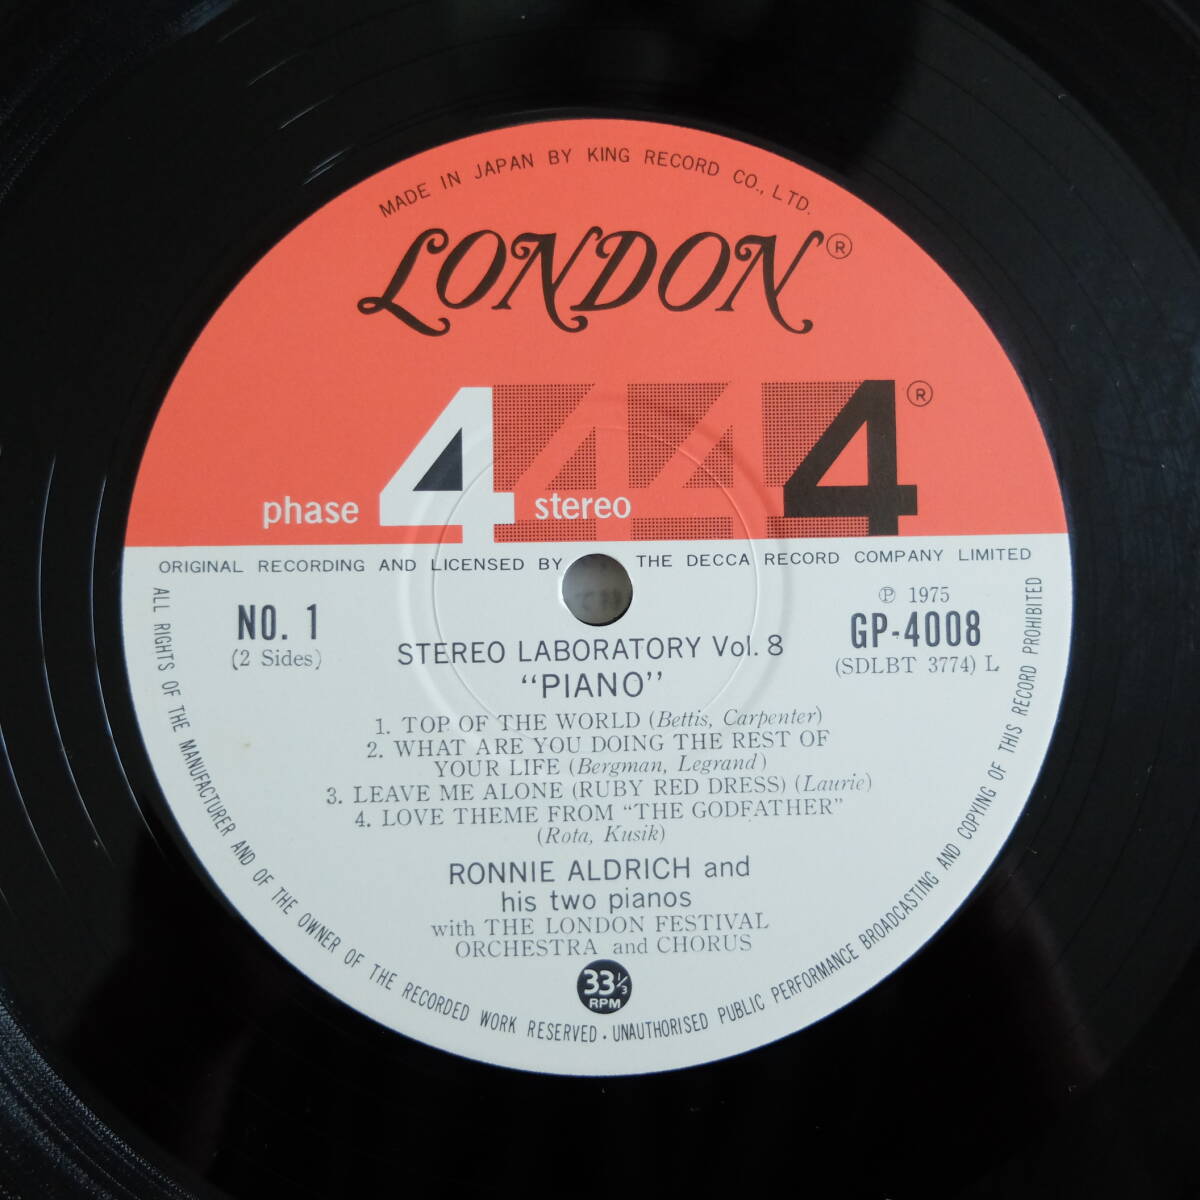 MADE IN JAPAN BY KING RECORD CO., LTD.
LONDON®
phase 4 stereo 4®
ORIGINAL RECORDING AND LICENSED BY THE DECCA RECORD COMPANY LIMITED
NO. 1
(2 Sides)
℗ 1975
GP-4008
(SDLBT 3774) L
STEREO LABORATORY Vol. 8
"PIANO"
1. TOP OF THE WORLD (Bettis, Carpenter)
2. WHAT ARE YOU DOING THE REST OF
YOUR LIFE (Bergman, Legrand)
3. LEAVE ME ALONE (RUBY RED DRESS) (Laurie)
4. LOVE THEME FROM "THE GODFATHER"
(Rota, Kusik)
RONNIE ALDRICH and
his two pianos
with THE LONDON FESTIVAL
ORCHESTRA and CHORUS
33⅓
RPM
ALL RIGHTS OF THE MANUFACTURER AND OF THE OWNER OF THE RECORDED WORK RESERVED · UNAUTHORISED PUBLIC PERFORMANCE BROADCASTING AND COPYING OF THIS RECORD PROHIBITED